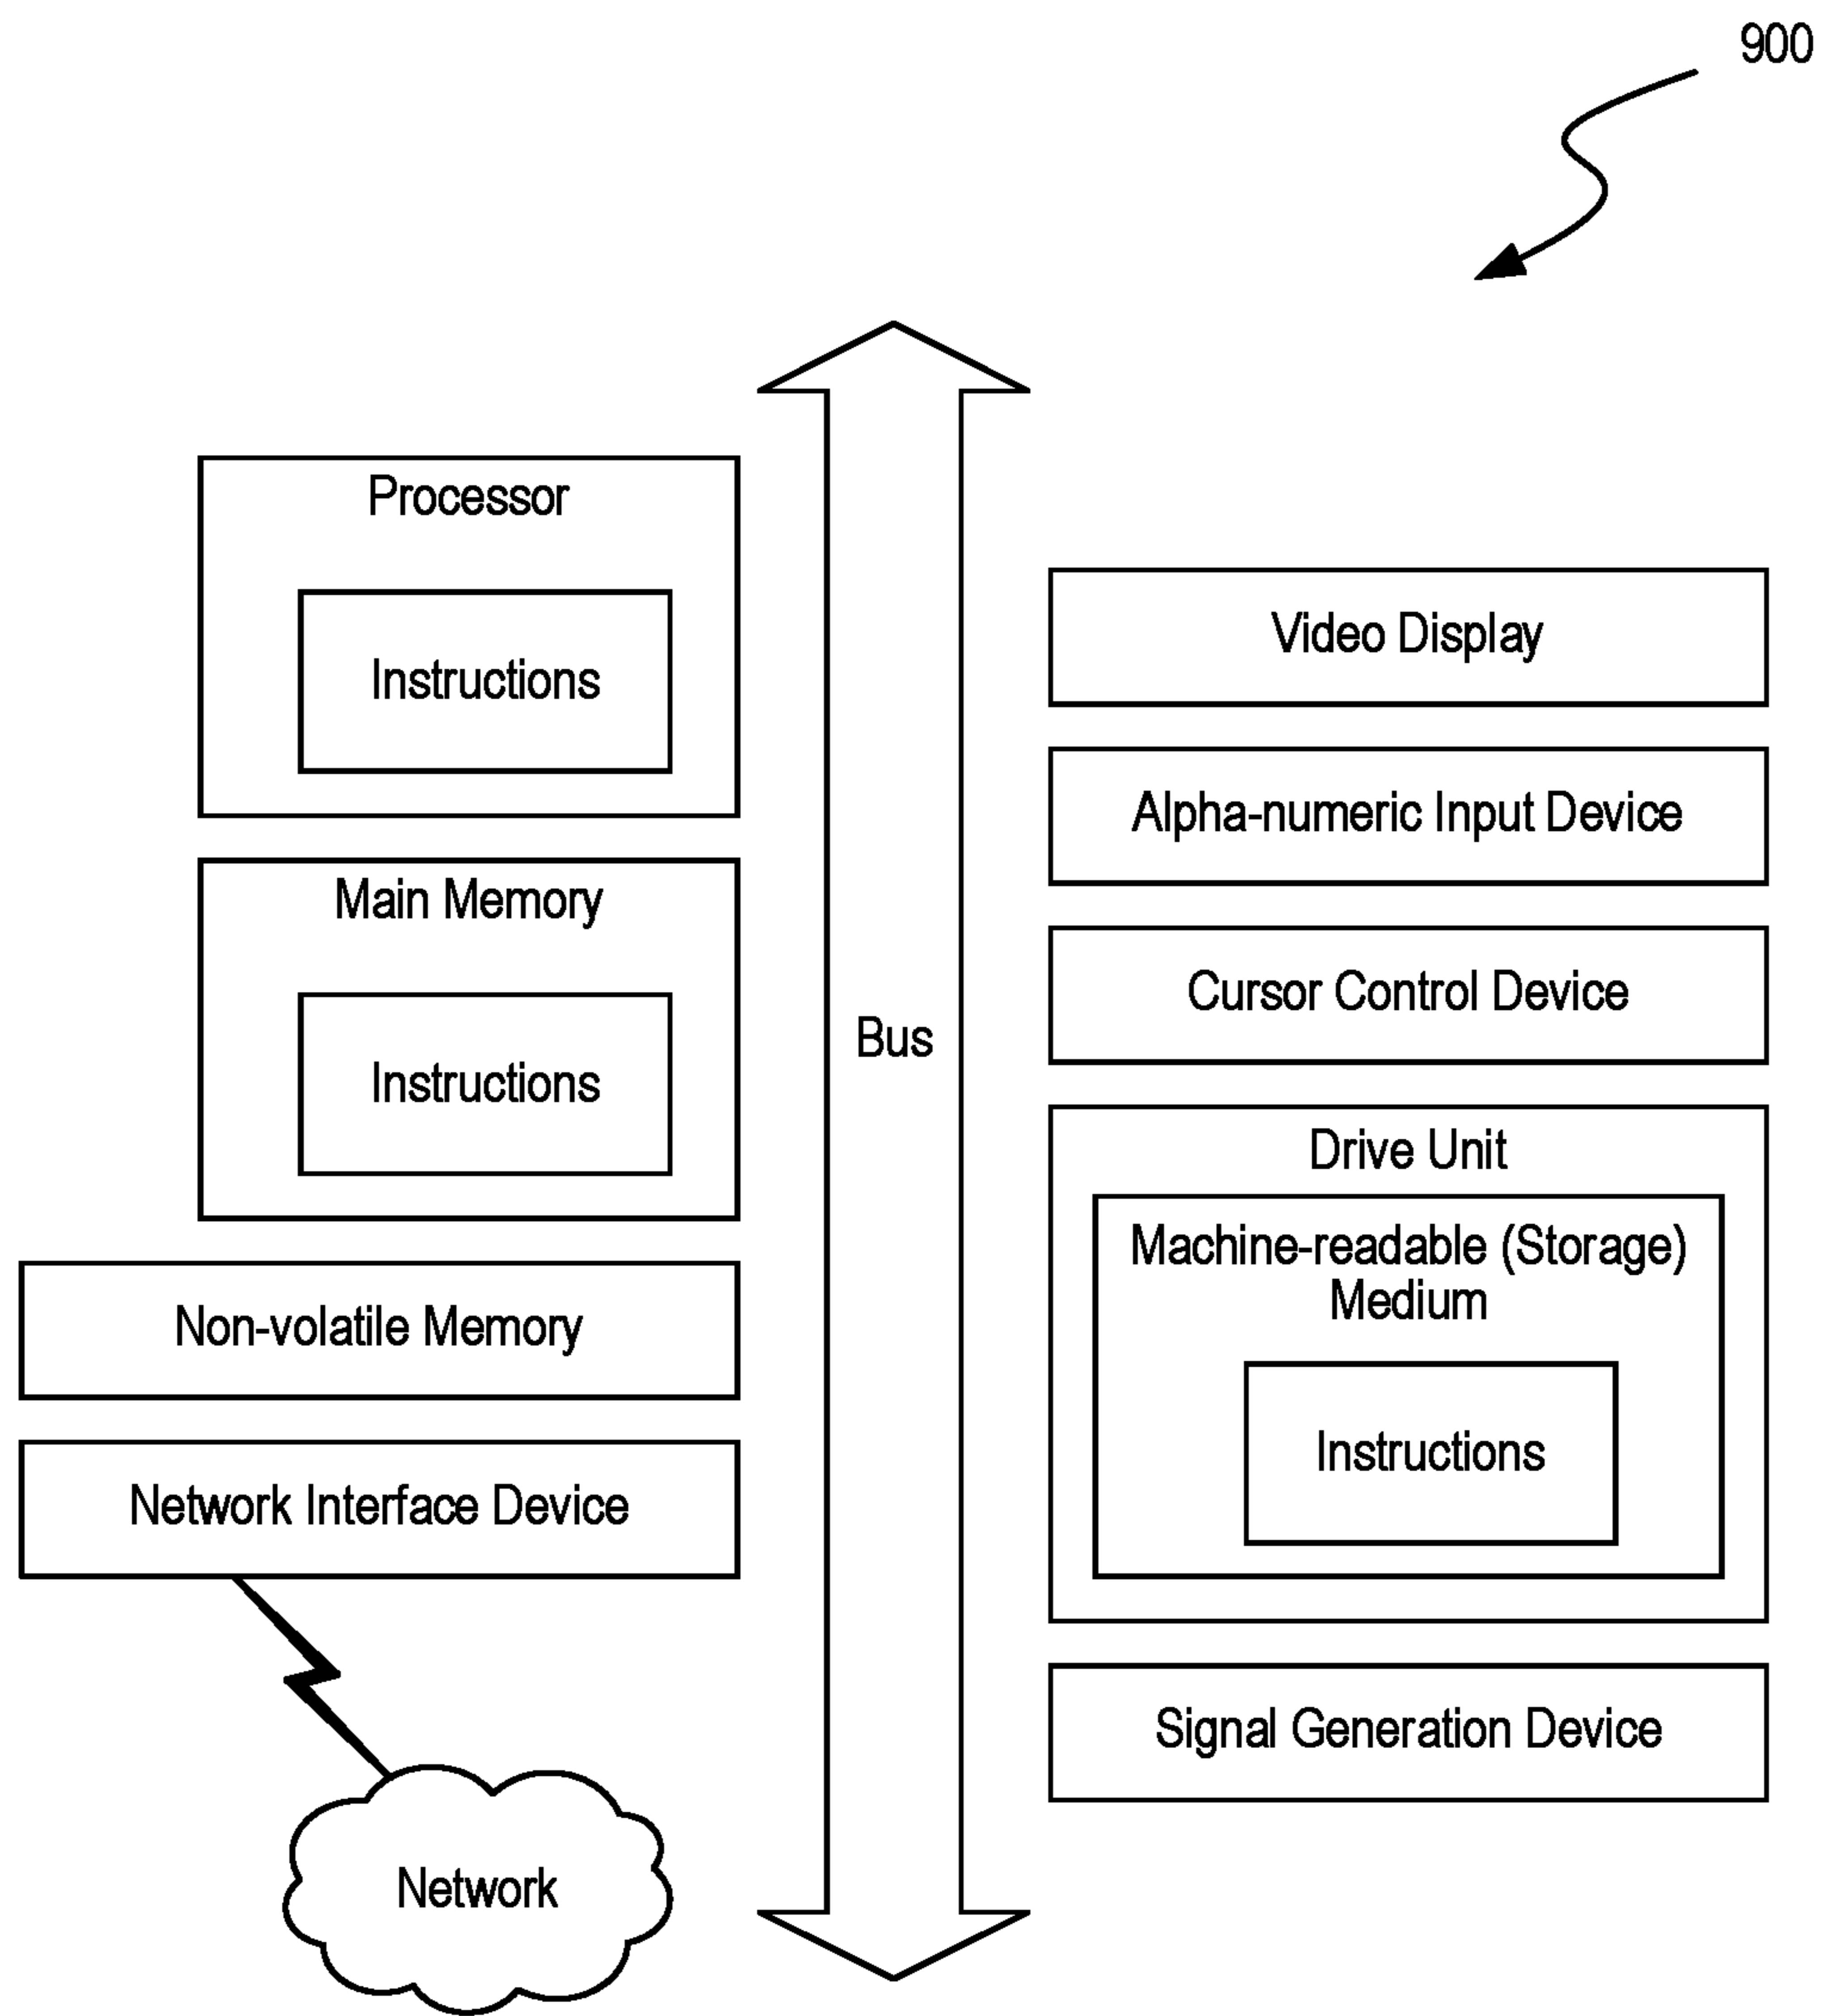 900
Processor
Instructions
Main Memory
Instructions
Non-volatile Memory
Network Interface Device
Network
Bus
Video Display
Alpha-numeric Input Device
Cursor Control Device
Drive Unit
Machine-readable (Storage)
Medium
Instructions
Signal Generation Device